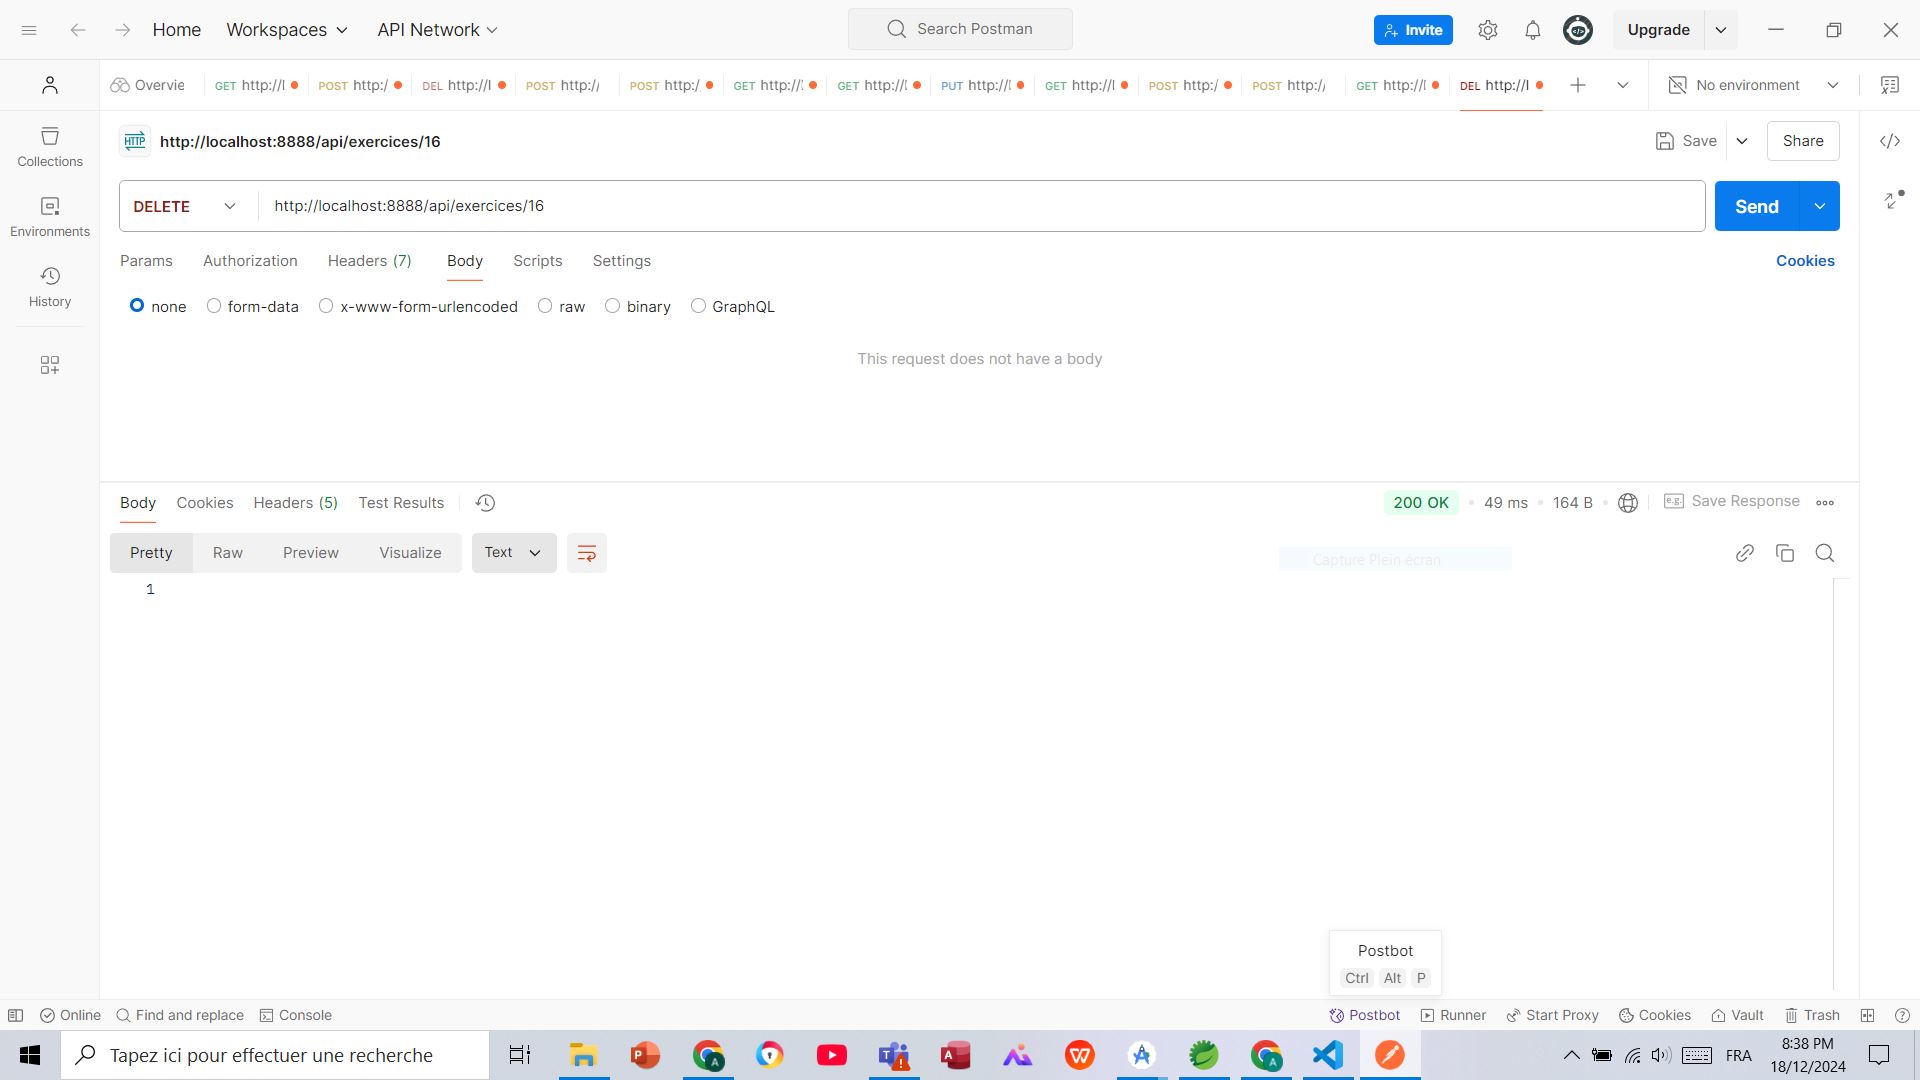 Home Workspaces API Network Search Postman Invite Upgrade
Overvie GET http://l POST http:/ DEL http://l POST http:/ POST http:/ GET http://l GET http://l PUT http://l GET http://l POST http:/ POST http:/ GET http://l DEL http://l No environment
HTTP http://localhost:8888/api/exercices/16 Save Share
DELETE http://localhost:8888/api/exercices/16 Send
Params Authorization Headers (7) Body Scripts Settings Cookies
none form-data x-www-form-urlencoded raw binary GraphQL
This request does not have a body
Collections
Environments
History
Body Cookies Headers (5) Test Results 200 OK 49 ms 164 B e.g. Save Response
Pretty Raw Preview Visualize Text
Capture Plein écran
1
Postbot
Ctrl Alt P
Online Find and replace Console Postbot Runner Start Proxy Cookies Vault Trash
Tapez ici pour effectuer une recherche FRA 8:38 PM
18/12/2024